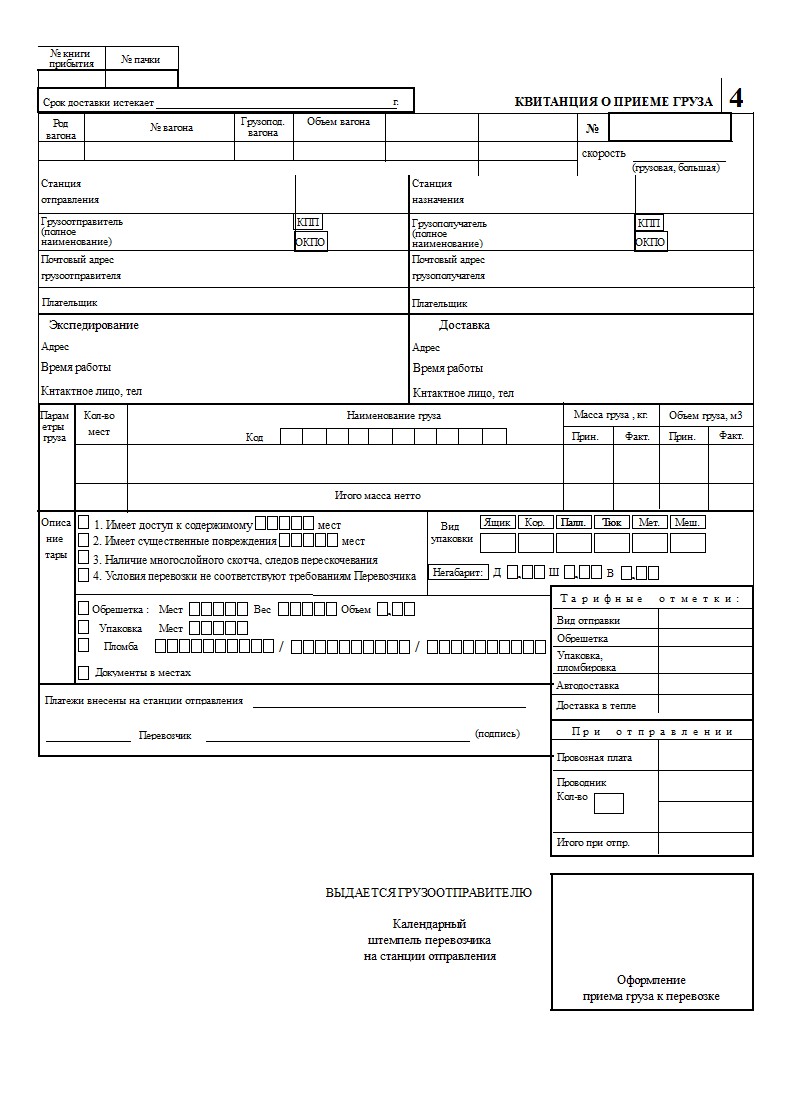 № книги
прибытия
№ пачки
Срок доставки истекает г.
КВИТАНЦИЯ О ПРИЕМЕ ГРУЗА
4
Род
вагона
№ вагона
Грузопод.
вагона
Объем вагона
№
скорость
(грузовая, большая)
Станция
отправления
Станция
назначения
Грузоотправитель
(полное
наименование)
КПП
ОКПО
Грузополучатель
(полное
наименование)
КПП
ОКПО
Почтовый адрес
грузоотправителя
Почтовый адрес
грузополучателя
Плательщик
Плательщик
Экспедирование
Адрес
Время работы
Кнтактное лицо, тел
Доставка
Адрес
Время работы
Кнтактное лицо, тел
Парам
етры
груза
Кол-во
мест
Наименование груза
Код
Масса груза , кг.
Прин.
Факт.
Объем груза, м3
Прин.
Факт.
Итого масса нетто
Описа
ние
тары
1. Имеет доступ к содержимому мест
2. Имеет существенные повреждения мест
3. Наличие многослойного скотча, следов перескочевания
4. Условия перевозки не соответствуют требованиям Перевозчика
Вид
упаковки
Ящик
Кор.
Палл.
Тюк
Мет.
Меш.
Негабарит: Д , Ш , В ,
Обрешетка : Мест Вес Объем ,
Упаковка Мест
Пломба / /
Документы в местах
Тарифные отметки:
Вид отправки
Обрешетка
Упаковка,
пломбировка
Автодоставка
Доставка в тепле
Платежи внесены на станции отправления
Перевозчик (подпись)
При отправлении
Провозная плата
Проводник
Кол-во
Итого при отпр.
ВЫДАЕТСЯ ГРУЗООТПРАВИТЕЛЮ
Календарный
штемпель перевозчика
на станции отправления
Оформление
приема груза к перевозке